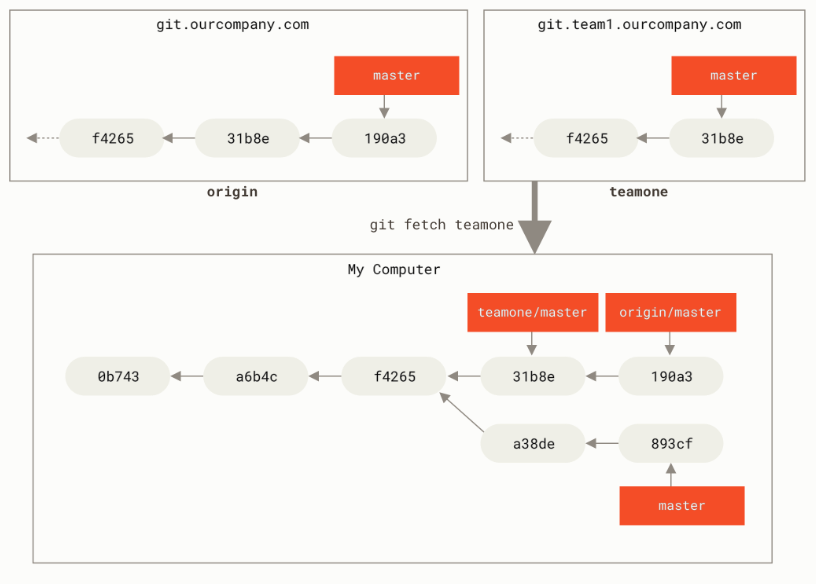 git.ourcompany.com
master
f4265
31b8e
190a3
origin
git.team1.ourcompany.com
master
f4265
31b8e
teamone
git fetch teamone
My Computer
teamone/master
origin/master
0b743
a6b4c
f4265
31b8e
190a3
a38de
893cf
master